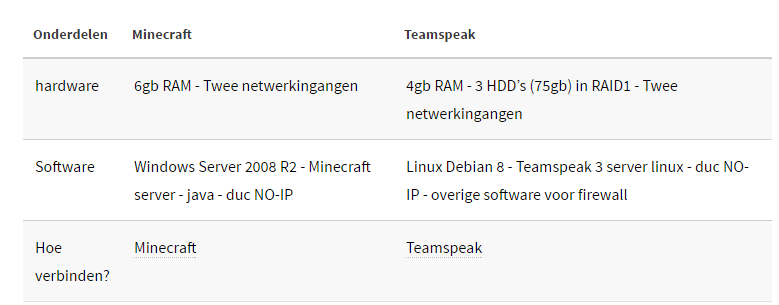 Onderdelen Minecraft Teamspeak
hardware 6gb RAM - Twee netwerkingangen 4gb RAM - 3 HDD’s (75gb) in RAID1 - Twee
netwerkingangen
Software Windows Server 2008 R2 - Minecraft Linux Debian 8 - Teamspeak 3 server linux - duc NO-
server - java - duc NO-IP IP - overige software voor firewall
Hoe Minecraft Teamspeak
verbinden?